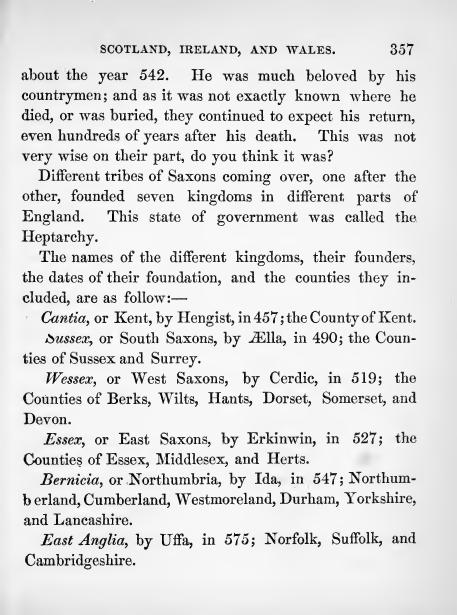 SCOTLAND, IRELAND, AND WALES. 357
about the year 542. He was much beloved by his
countrymen; and as it was not exactly known where he
died, or was buried, they continued to expect his return,
even hundreds of years after his death. This was not
very wise on their part, do you think it was?
Different tribes of Saxons coming over, one after the
other, founded seven kingdoms in different parts of
England. This state of government was called the
Heptarchy.
The names of the different kingdoms, their founders,
the dates of their foundation, and the counties they in-
cluded, are as follow:—
Cantia, or Kent, by Hengist, in 457; the County of Kent.
Sussex, or South Saxons, by Ælla, in 490; the Coun-
ties of Sussex and Surrey.
Wessex, or West Saxons, by Cerdic, in 519; the
Counties of Berks, Wilts, Hants, Dorset, Somerset, and
Devon.
Essex, or East Saxons, by Erkinwin, in 527; the
Counties of Essex, Middlesex, and Herts.
Bernicia, or Northumbria, by Ida, in 547; Northum-
berland, Cumberland, Westmoreland, Durham, Yorkshire,
and Lancashire.
East Anglia, by Uffa, in 575; Norfolk, Suffolk, and
Cambridgeshire.